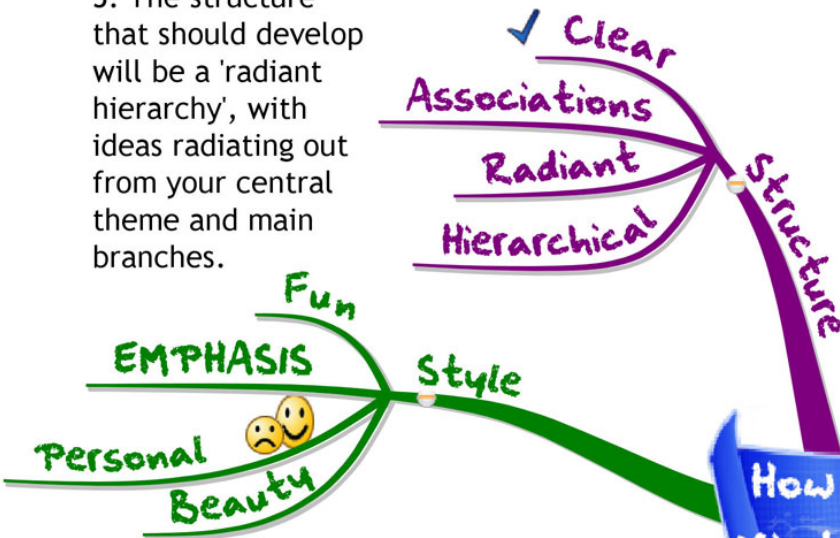 that should develop
will be a 'radiant
hierarchy', with
ideas radiating out
from your central
theme and main
branches.
Clear
Associations
Radiant
Hierarchical
Structure
Fun
EMPHASIS
Personal
Beauty
Style
How